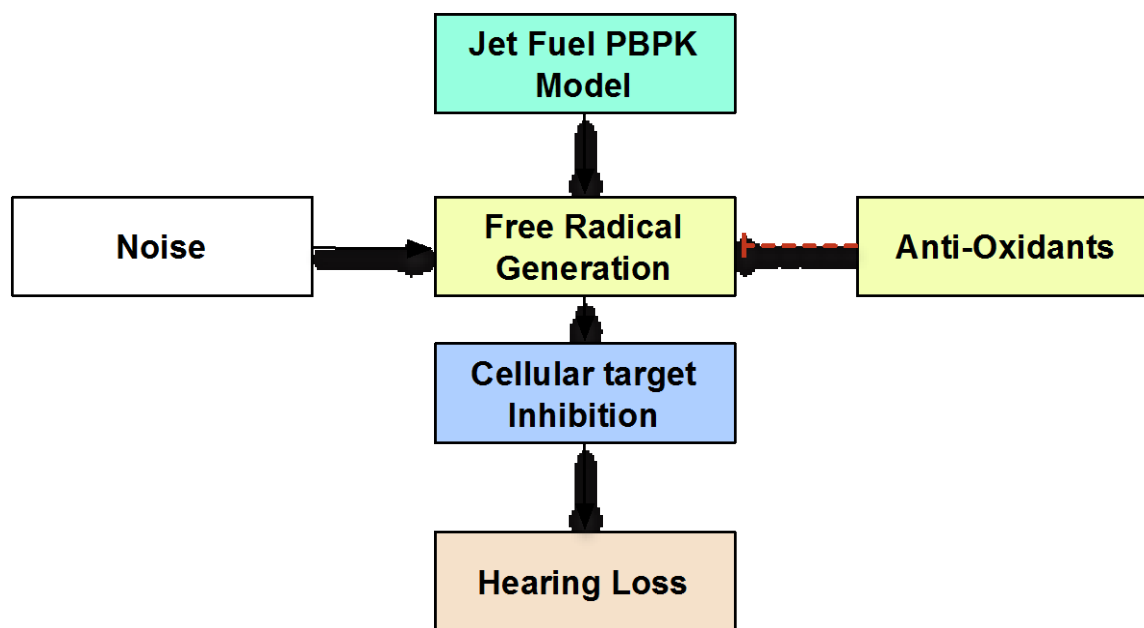 Jet Fuel PBPK
Model
Noise
Free Radical
Generation
Anti-Oxidants
Cellular target
Inhibition
Hearing Loss